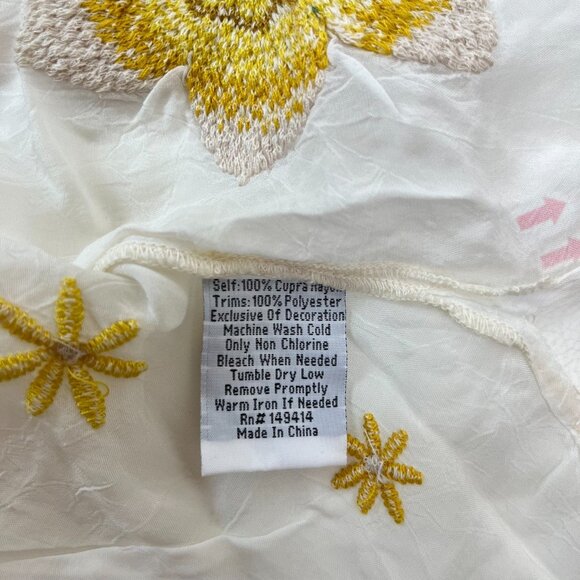 Self:100% Cupra Rayon
Trims:100% Polyester
Exclusive Of Decoration
Machine Wash Cold
Only Non Chlorine
Bleach When Needed
Tumble Dry Low
Remove Promptly
Warm Iron If Needed
Rn# 149414
Made In China